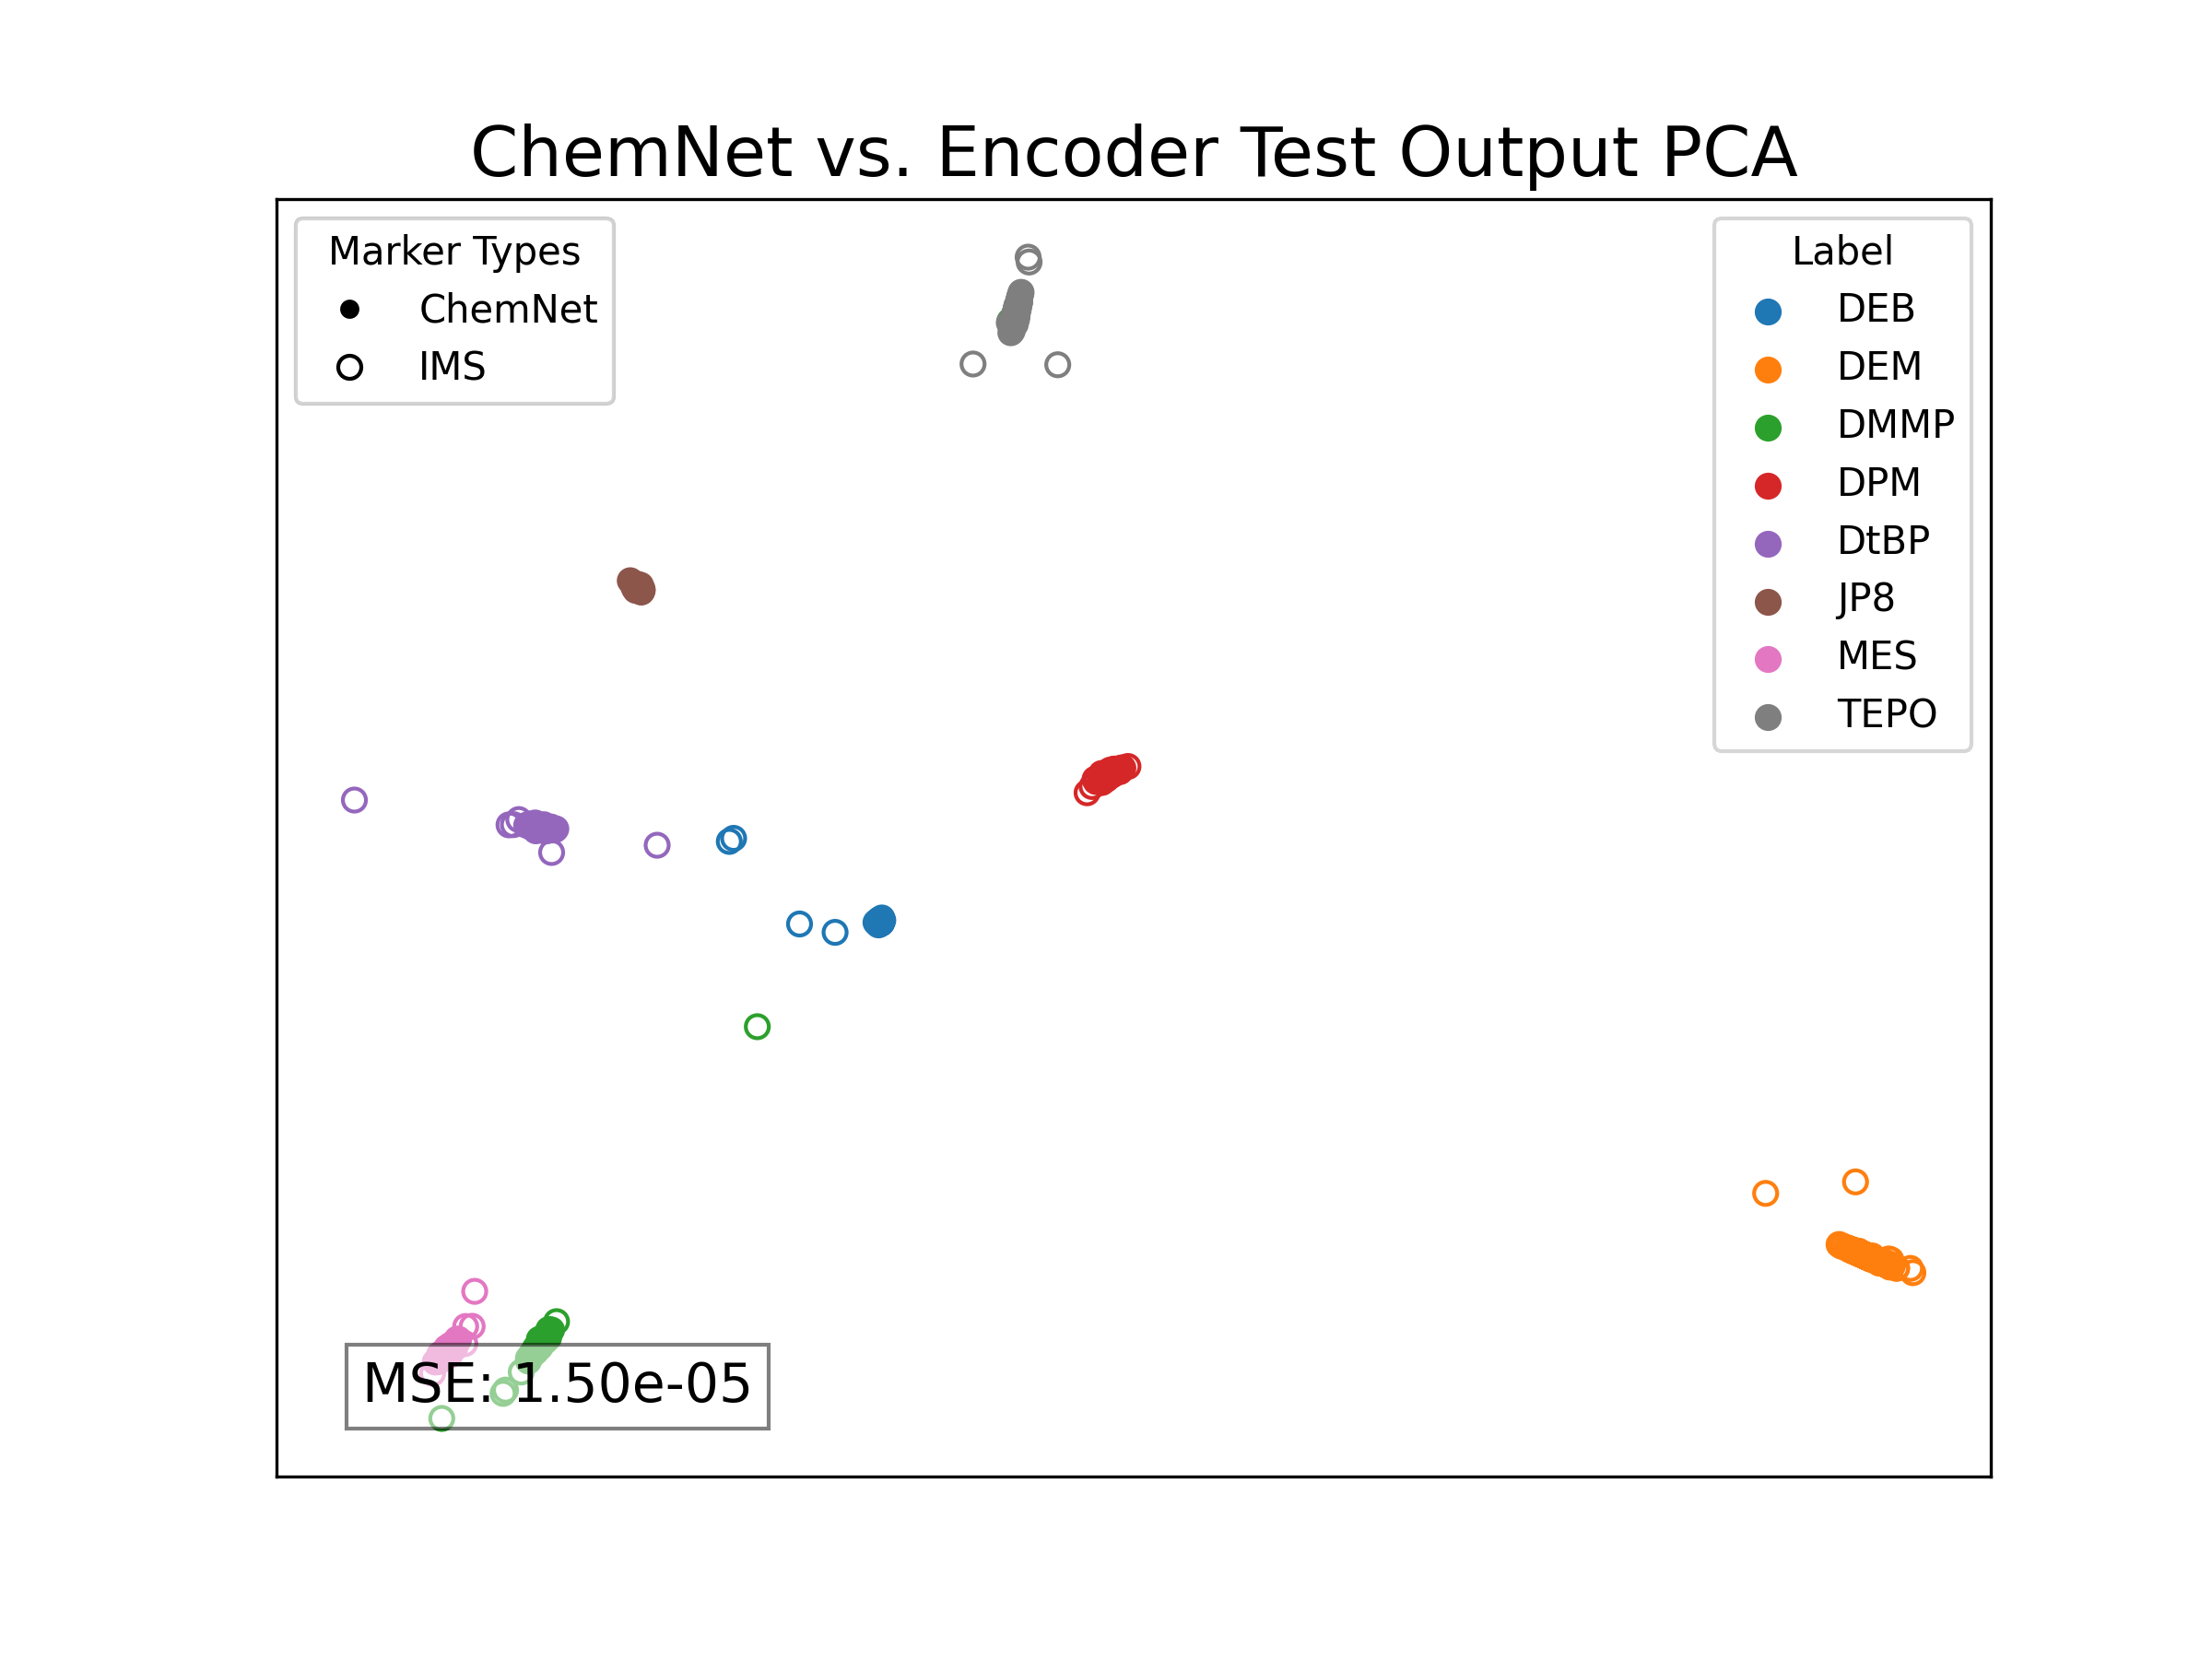 ChemNet vs. Encoder Test Output PCA
Marker Types
ChemNet
IMS
Label
DEB
DEM
DMMP
DPM
DtBP
JP8
MES
TEPO
MSE: 1.50e-05